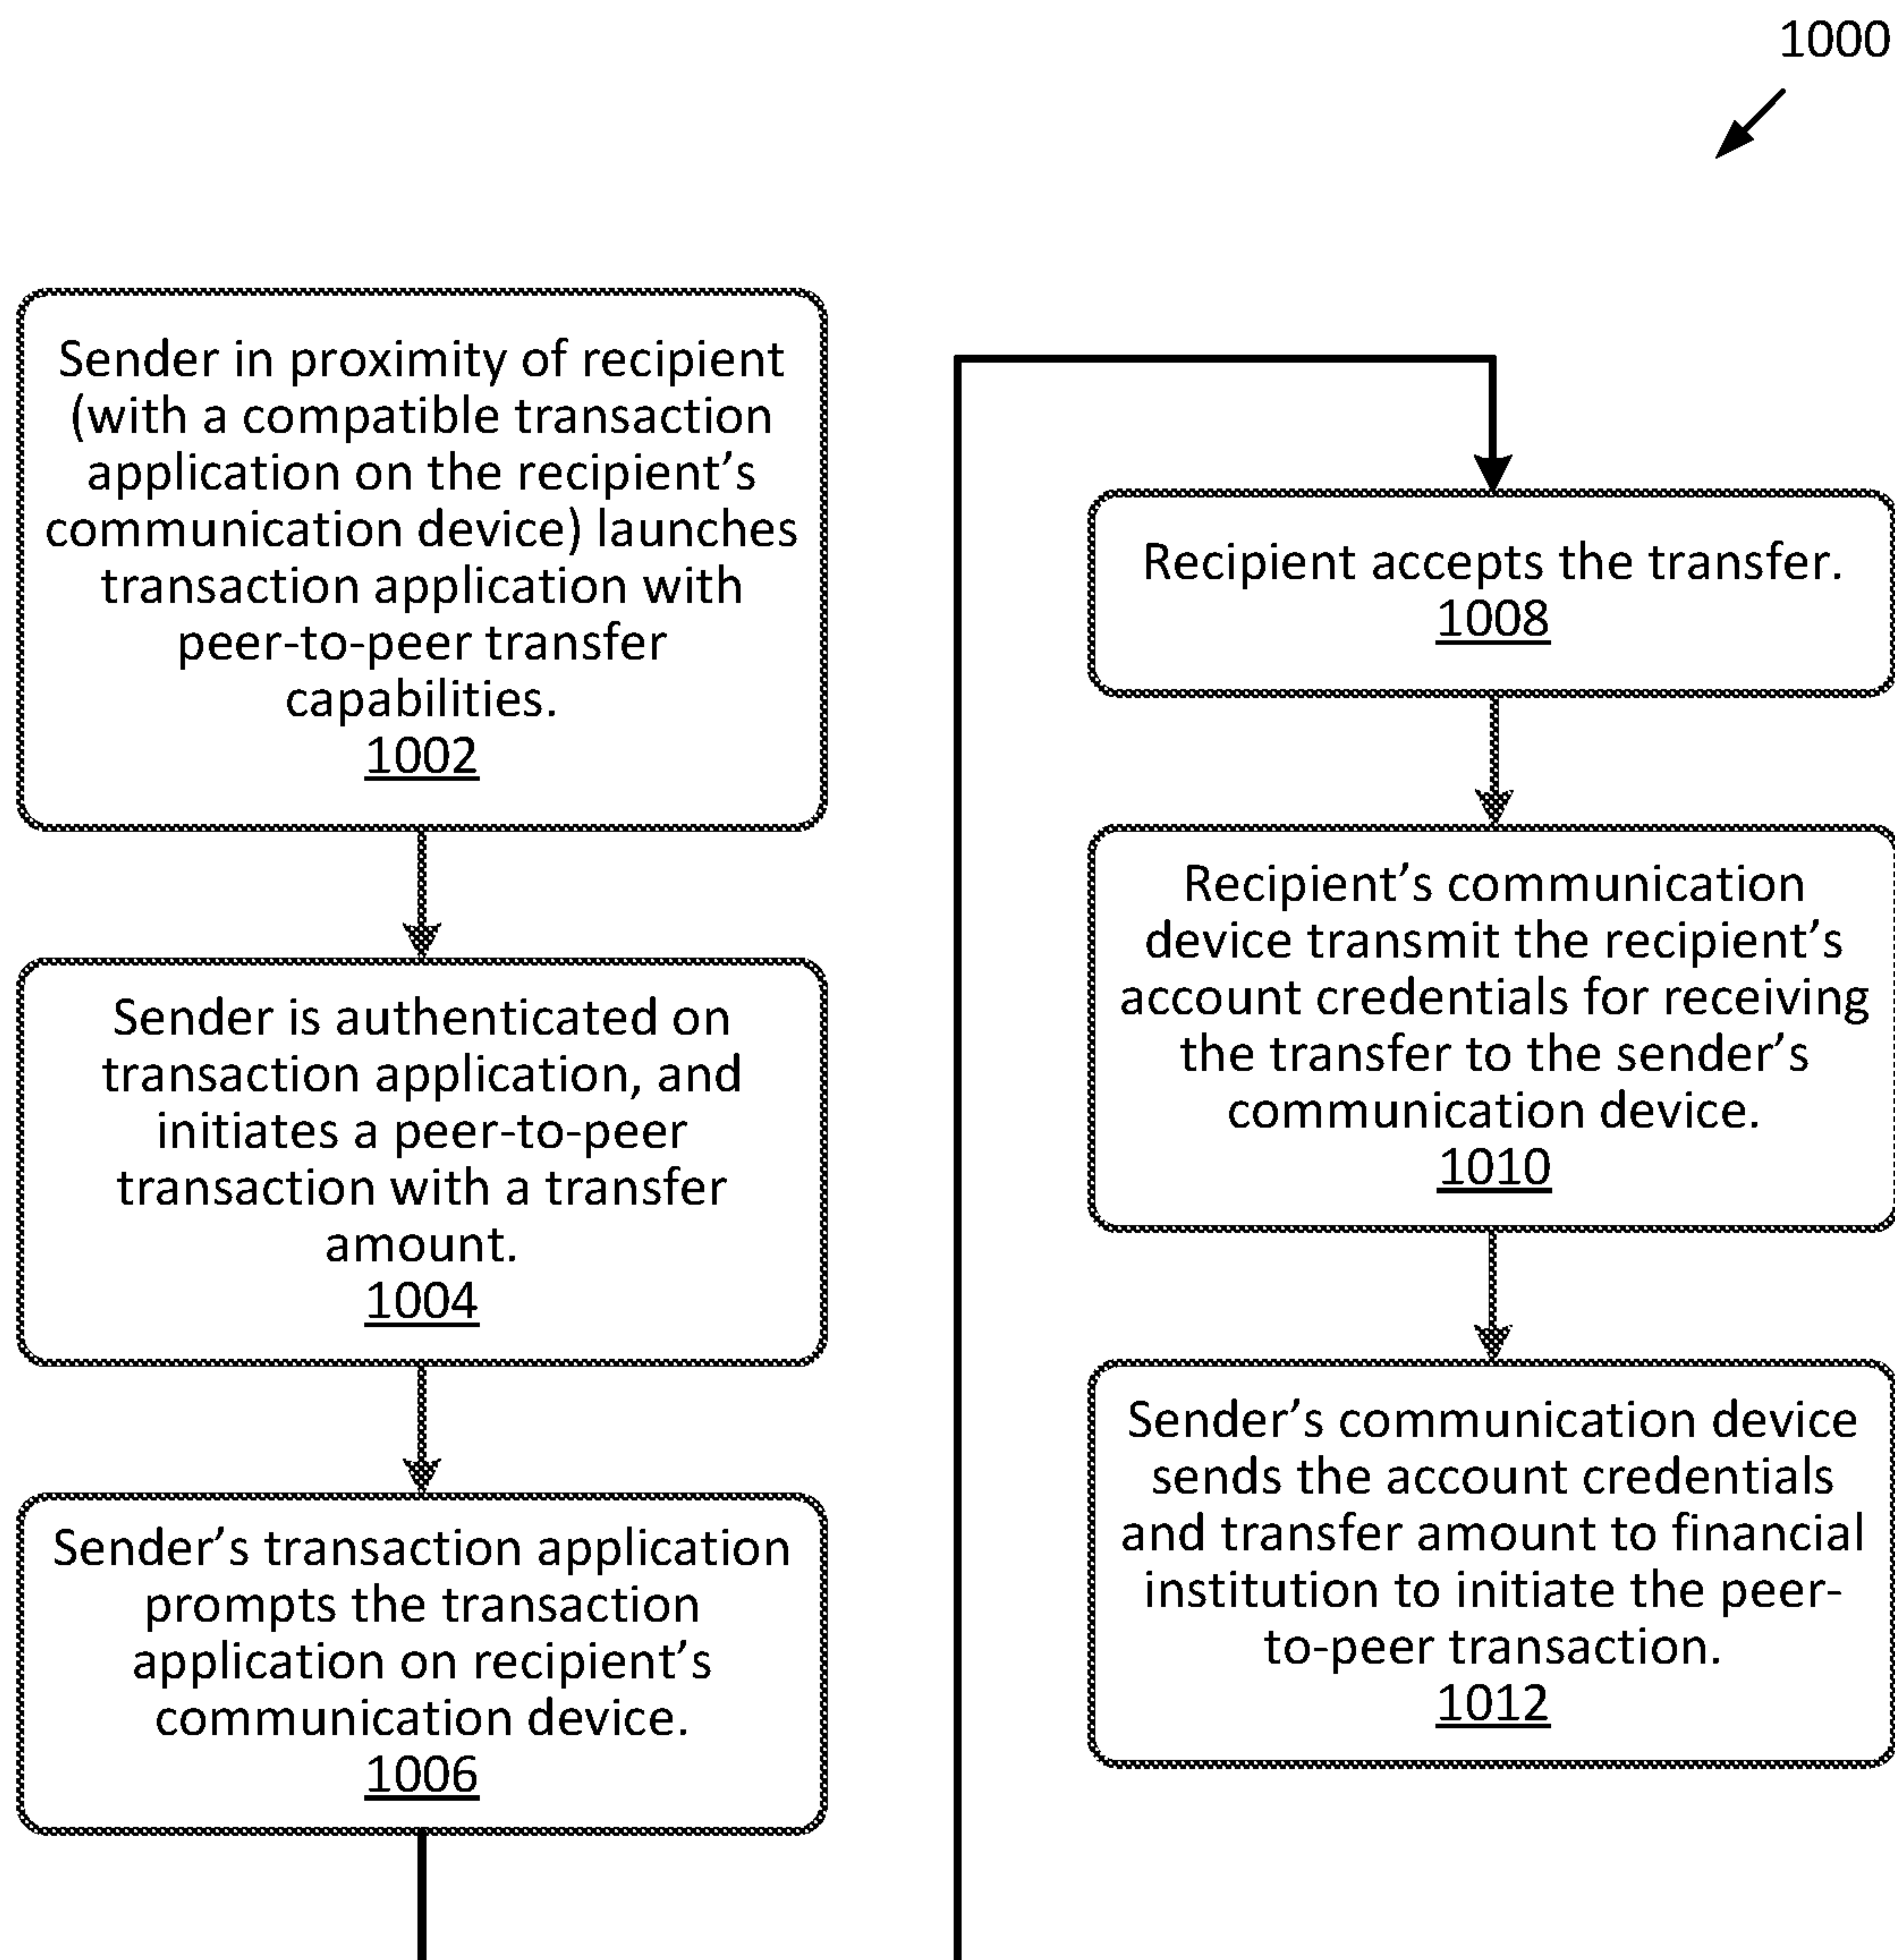 1000
Sender in proximity of recipient
(with a compatible transaction
application on the recipient’s
communication device) launches
transaction application with
peer-to-peer transfer
capabilities.
1002
Sender is authenticated on
transaction application, and
initiates a peer-to-peer
transaction with a transfer
amount.
1004
Sender’s transaction application
prompts the transaction
application on recipient’s
communication device.
1006
Recipient accepts the transfer.
1008
Recipient’s communication
device transmit the recipient’s
account credentials for receiving
the transfer to the sender’s
communication device.
1010
Sender’s communication device
sends the account credentials
and transfer amount to financial
institution to initiate the peer-
to-peer transaction.
1012